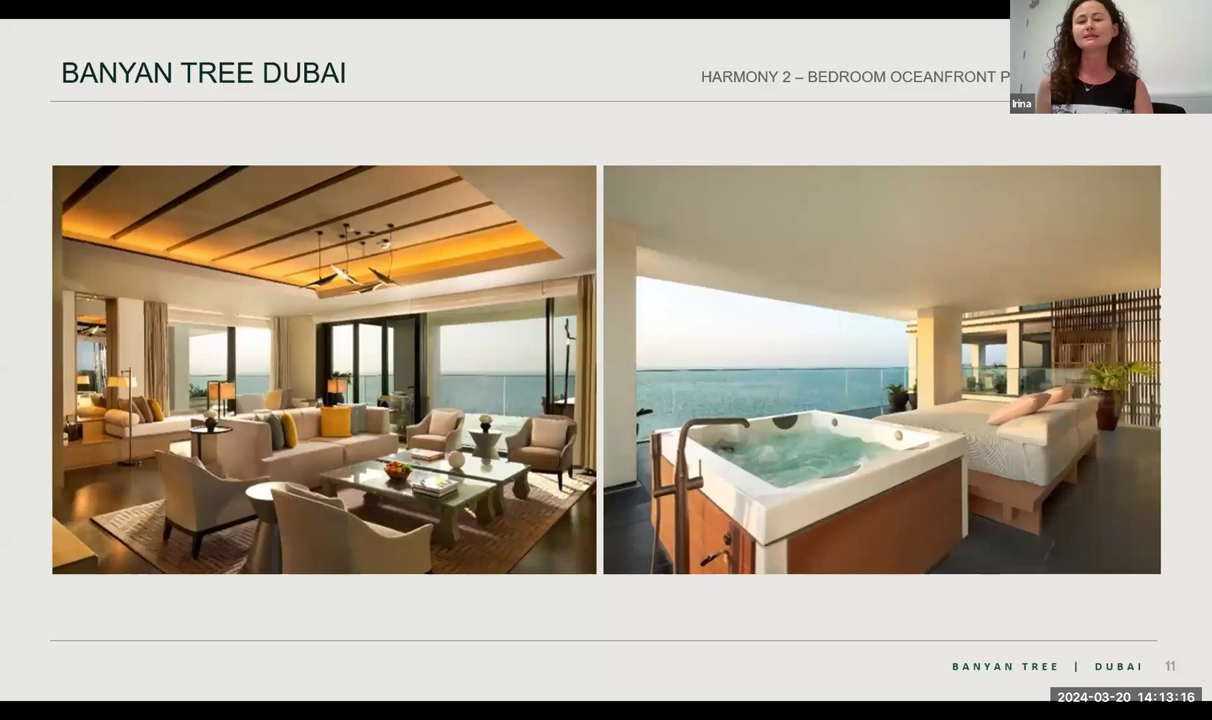 BANYAN TREE DUBAI
HARMONY 2 – BEDROOM OCEANFRONT P
Irina
BANYAN TREE | DUBAI 11
2024-03-20 14:13:16